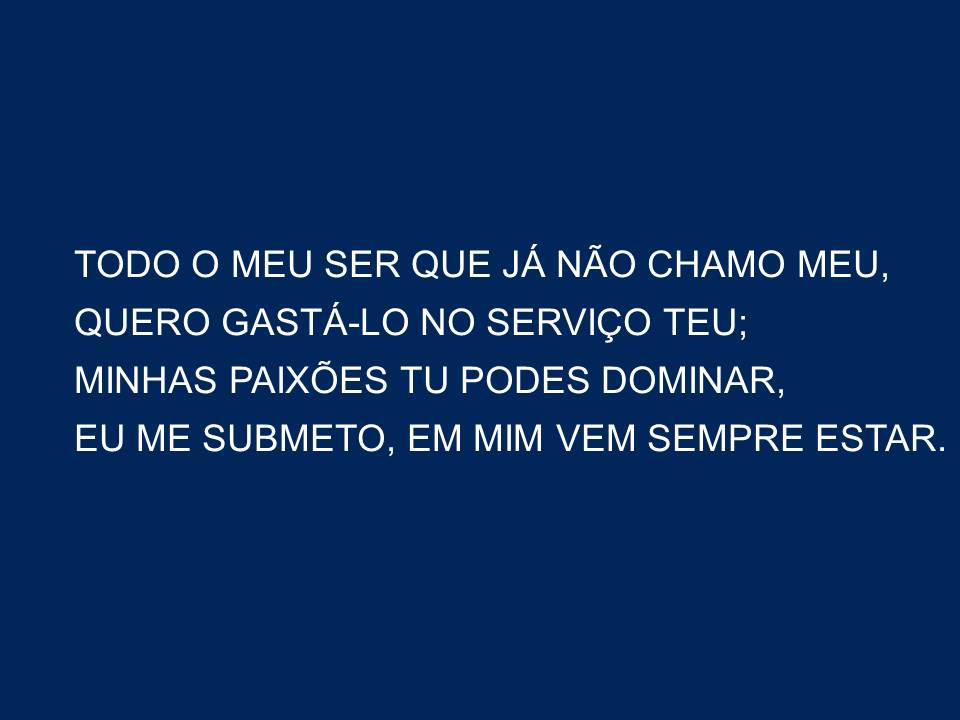 TODO O MEU SER QUE JÁ NÃO CHAMO MEU,
QUERO GASTÁ-LO NO SERVIÇO TEU;
MINHAS PAIXÕES TU PODES DOMINAR,
EU ME SUBMETO, EM MIM VEM SEMPRE ESTAR.